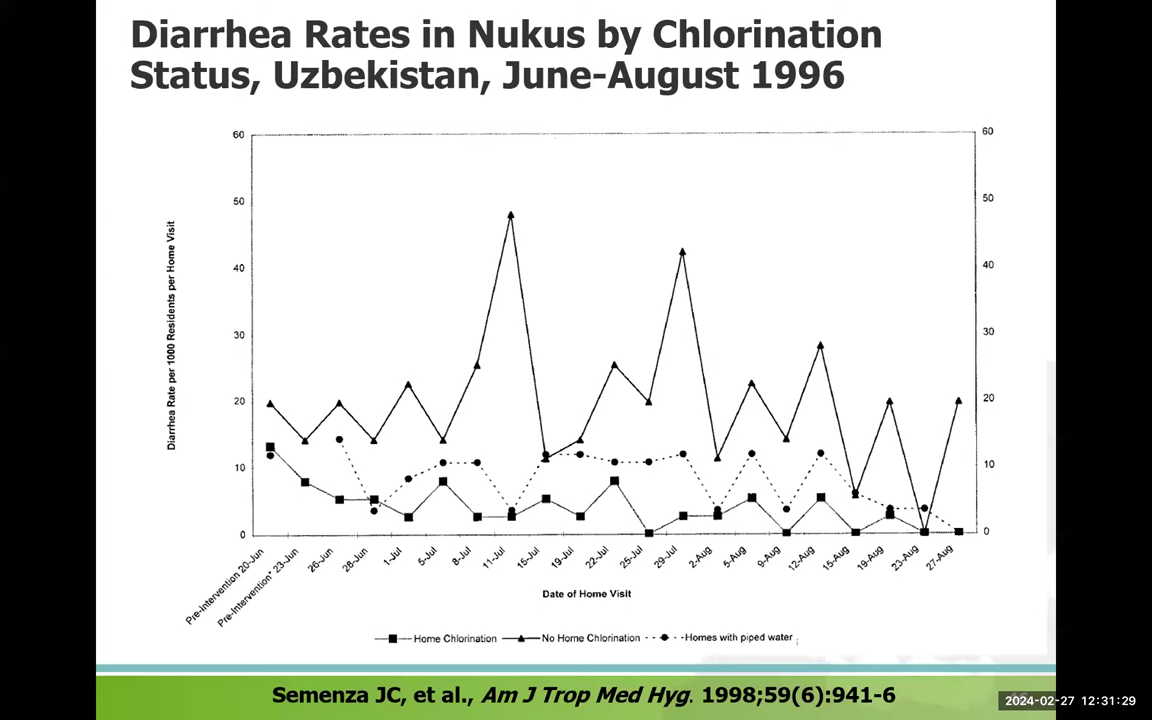 Diarrhea Rates in Nukus by Chlorination
Status, Uzbekistan, June-August 1996
60
50
40
30
20
10
0
60
50
40
30
20
10
0
Diarrhea Rate per 1000 Residents per Home Visit
Pre-Intervention 20-Jun
Pre-Intervention* 23-Jun
26-Jun
28-Jun
1-Jul
5-Jul
8-Jul
11-Jul
15-Jul
19-Jul
22-Jul
25-Jul
29-Jul
2-Aug
5-Aug
9-Aug
12-Aug
15-Aug
19-Aug
23-Aug
27-Aug
Date of Home Visit
Home Chlorination No Home Chlorination Homes with piped water
Semenza JC, et al., Am J Trop Med Hyg. 1998;59(6):941-6
2024-02-27 12:31:29